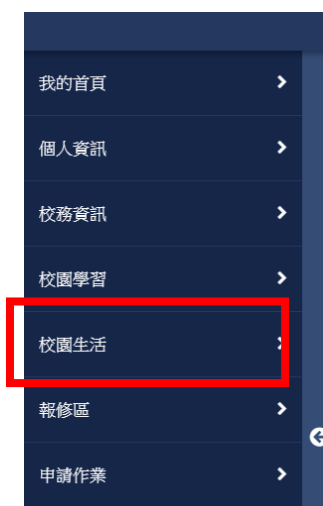 我的首頁
個人資訊
校務資訊
校園學習
校園生活
報修區
申請作業